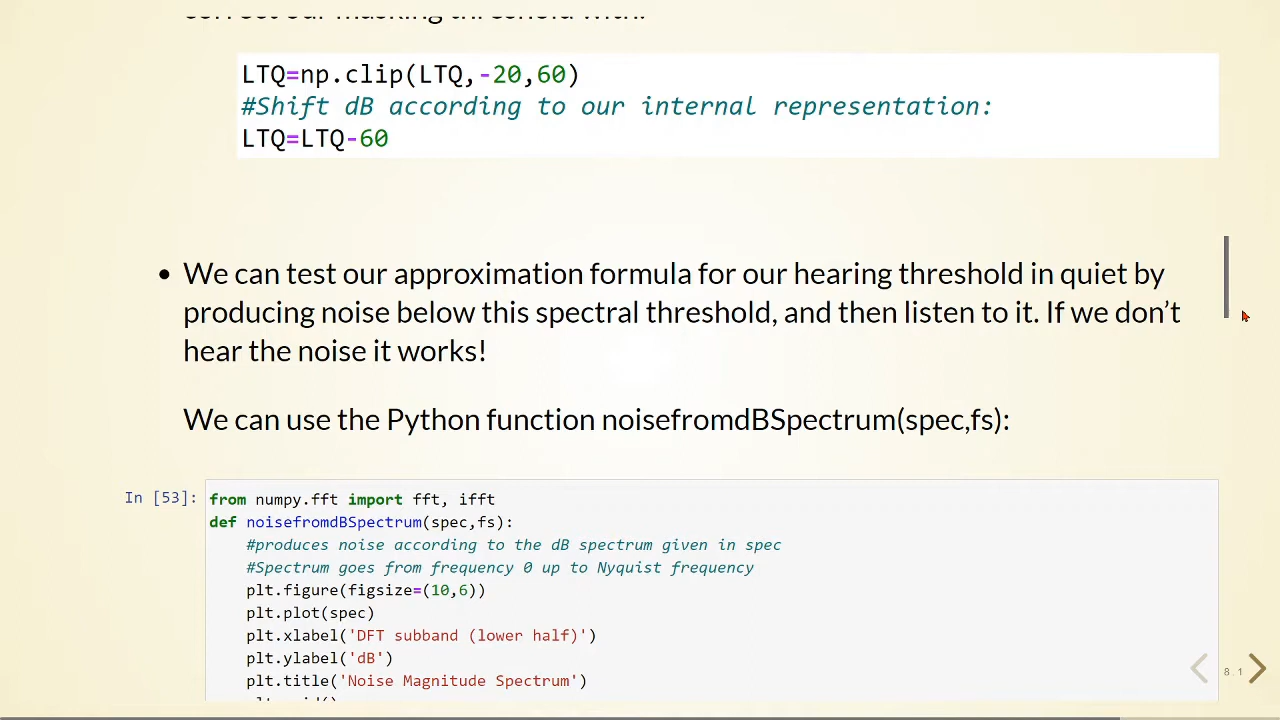 LTQ=np.clip(LTQ,-20,60)
#Shift dB according to our internal representation:
LTQ=LTQ-60
• We can test our approximation formula for our hearing threshold in quiet by
producing noise below this spectral threshold, and then listen to it. If we don’t
hear the noise it works!
We can use the Python function noisefromdBSpectrum(spec,fs):
In [53]: from numpy.fft import fft, ifft
def noisefromdBSpectrum(spec,fs):
#produces noise according to the dB spectrum given in spec
#Spectrum goes from frequency 0 up to Nyquist frequency
plt.figure(figsize=(10,6))
plt.plot(spec)
plt.xlabel('DFT subband (lower half)')
plt.ylabel('dB')
plt.title('Noise Magnitude Spectrum')
8.1